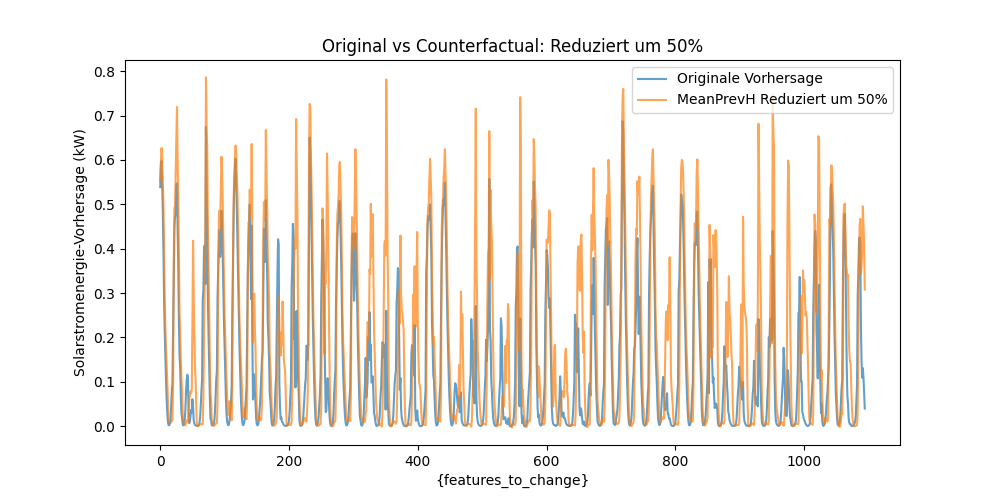 Original vs Counterfactual: Reduziert um 50%
Originale Vorhersage
MeanPrevH Reduziert um 50%
Solarstromenergie-Vorhersage (kW)
0.8
0.7
0.6
0.5
0.4
0.3
0.2
0.1
0.0
0 200 400 600 800 1000
{features_to_change}